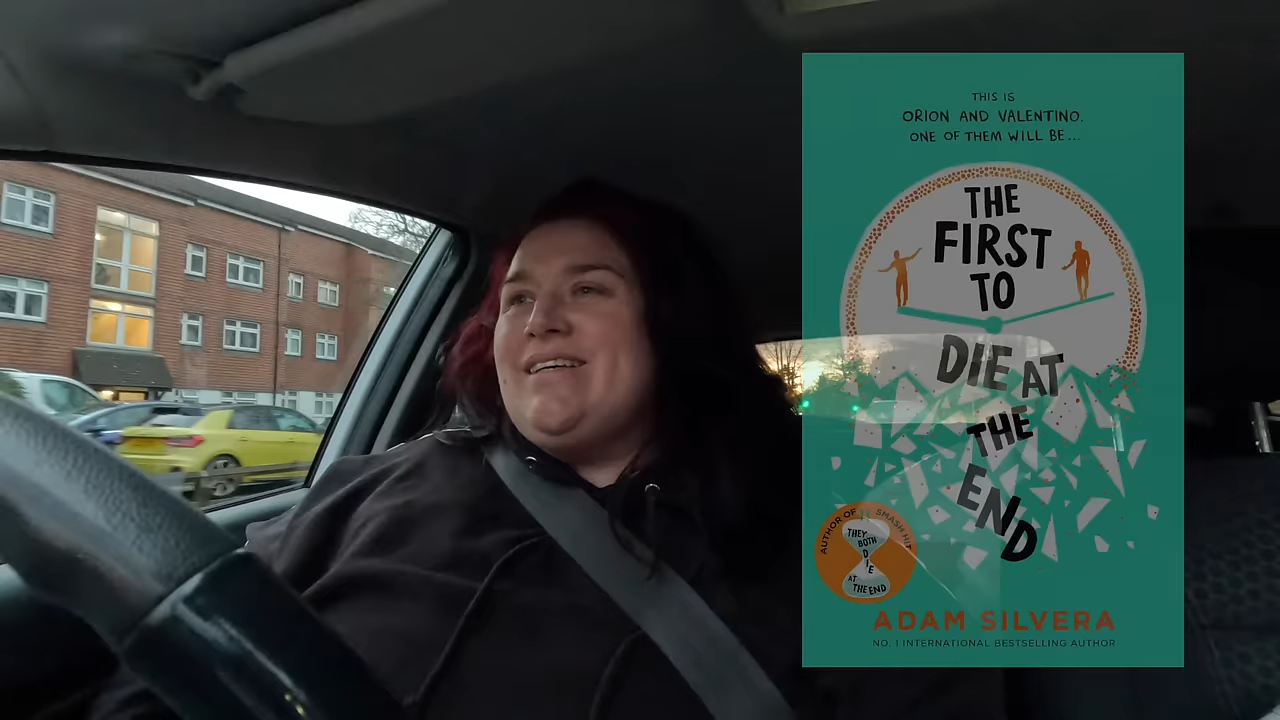 THIS IS
ORION AND VALENTINO.
ONE OF THEM WILL BE...
THE
FIRST
TO
DIE AT
THE
END
AUTHOR OF SMASH HIT
THEY
BOTH
DIE
AT
THE END
ADAM SILVERA
NO. 1 INTERNATIONAL BESTSELLING AUTHOR